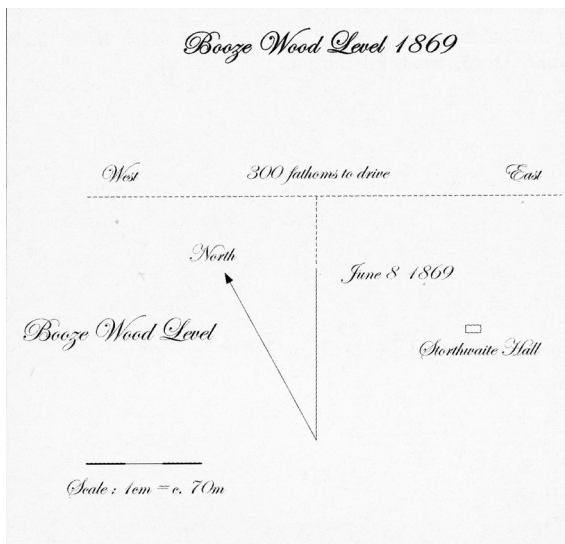 Booze Wood Level 1869
West 300 fathoms to drive East
North
June 8 1869
Booze Wood Level
Storthwaite Hall
Scale : 1cm = c. 70m